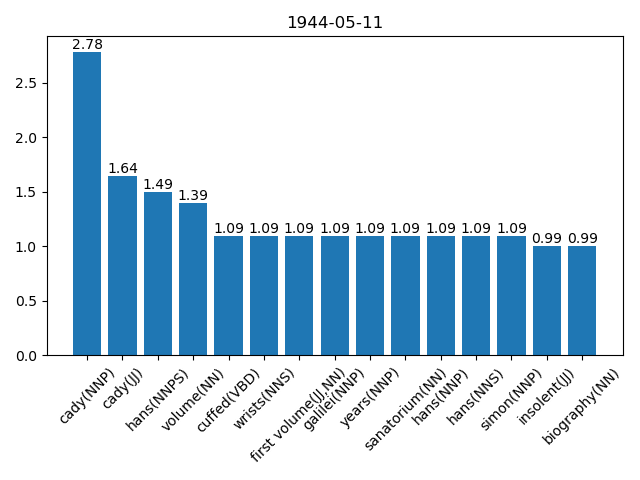 1944-05-11
2.78
1.64
1.49
1.39
1.09
1.09
1.09
1.09
1.09
1.09
1.09
1.09
1.09
0.99
0.99
2.5
2.0
1.5
1.0
0.5
0.0
cady(NNP)
cady(JJ)
hans(NNPS)
volume(NN)
cuffed(VBD)
wrists(NNS)
first volume(JJ,NN)
galilei(NNP)
years(NNP)
sanatorium(NN)
hans(NNP)
hans(NNS)
simon(NNP)
insolent(JJ)
biography(NN)